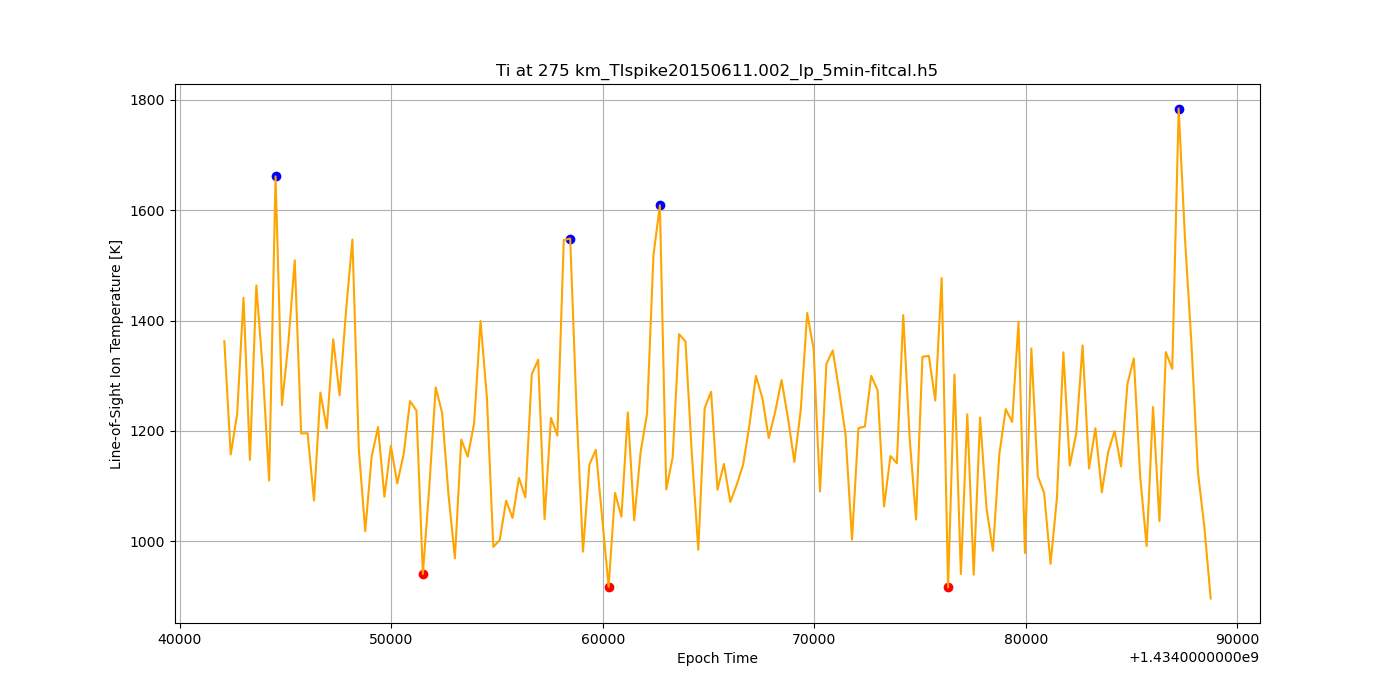 Ti at 275 km_TIspike20150611.002_lp_5min-fitcal.h5
Line-of-Sight Ion Temperature [K]
1800
1600
1400
1200
1000
40000 50000 60000 70000 80000 90000
Epoch Time
+1.4340000000e9